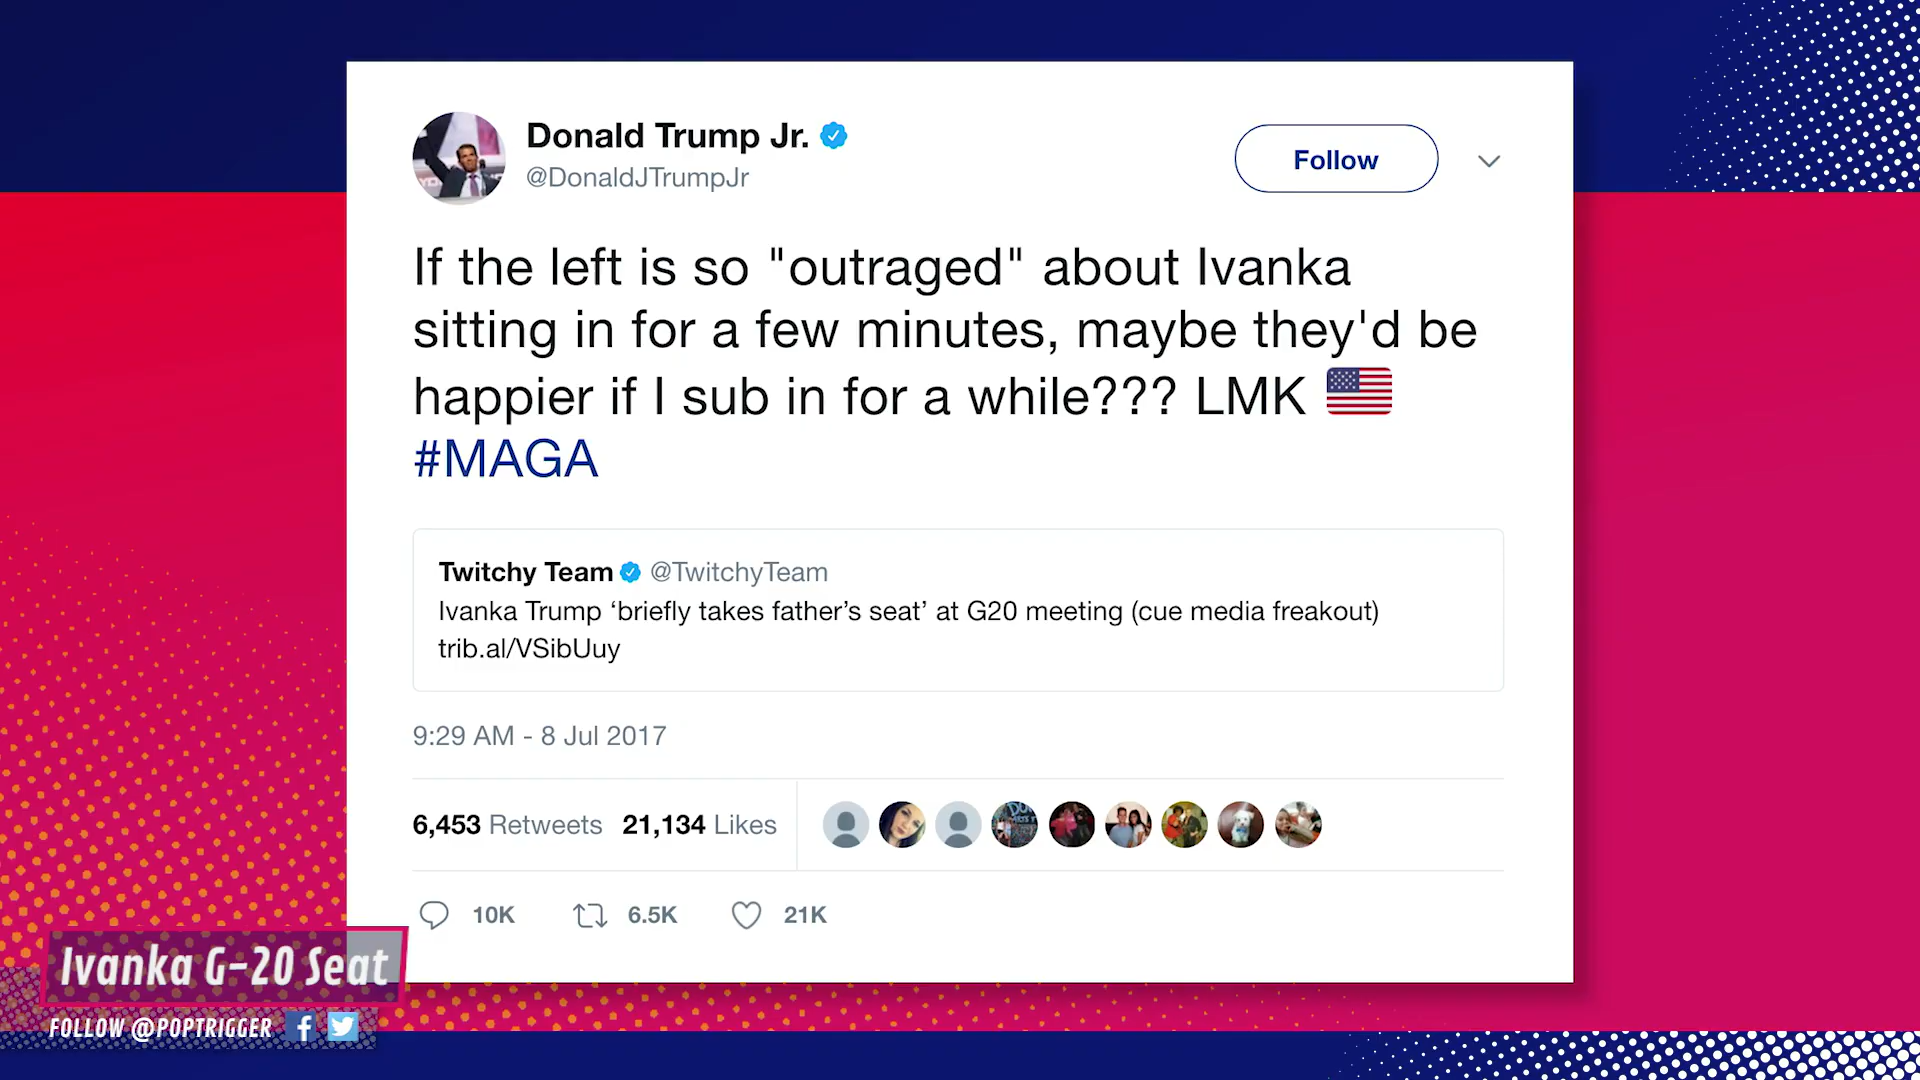 Donald Trump Jr.
@DonaldJTrumpJr
Follow
If the left is so "outraged" about Ivanka
sitting in for a few minutes, maybe they'd be
happier if I sub in for a while??? LMK 🇺🇸
#MAGA
Twitchy Team @TwitchyTeam
Ivanka Trump ‘briefly takes father’s seat’ at G20 meeting (cue media freakout)
trib.al/VSibUuy
9:29 AM - 8 Jul 2017
6,453 Retweets 21,134 Likes
10K 6.5K 21K
Ivanka G-20 Seat
FOLLOW @POPTRIGGER